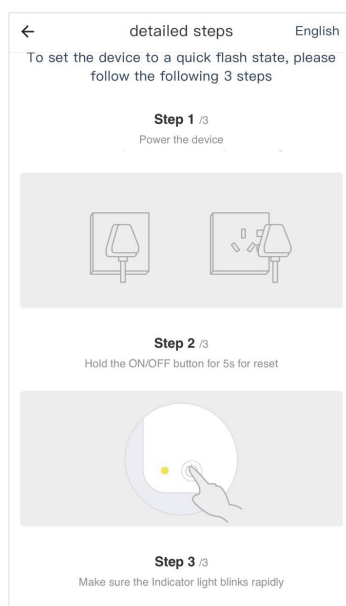 detailed steps English
To set the device to a quick flash state, please
follow the following 3 steps
Step 1 /3
Power the device
Step 2 /3
Hold the ON/OFF button for 5s for reset
Step 3 /3
Make sure the Indicator light blinks rapidly